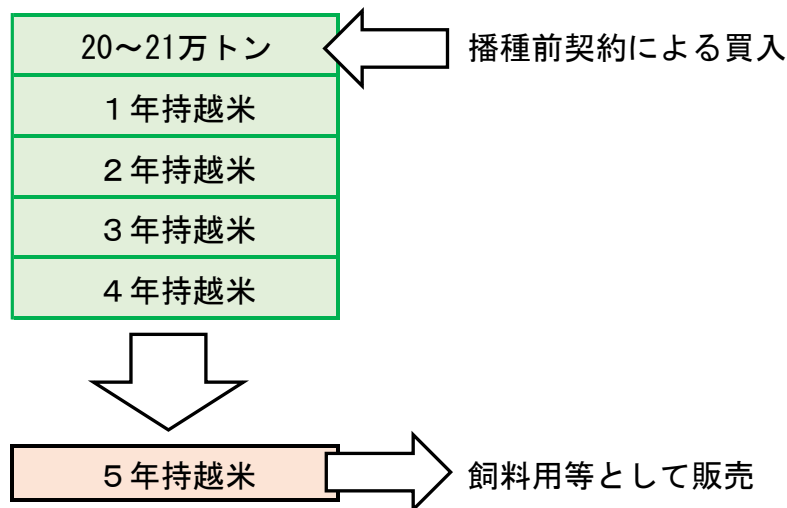 20～21万トン
播種前契約による買入
１年持越米
２年持越米
３年持越米
４年持越米
５年持越米
飼料用等として販売